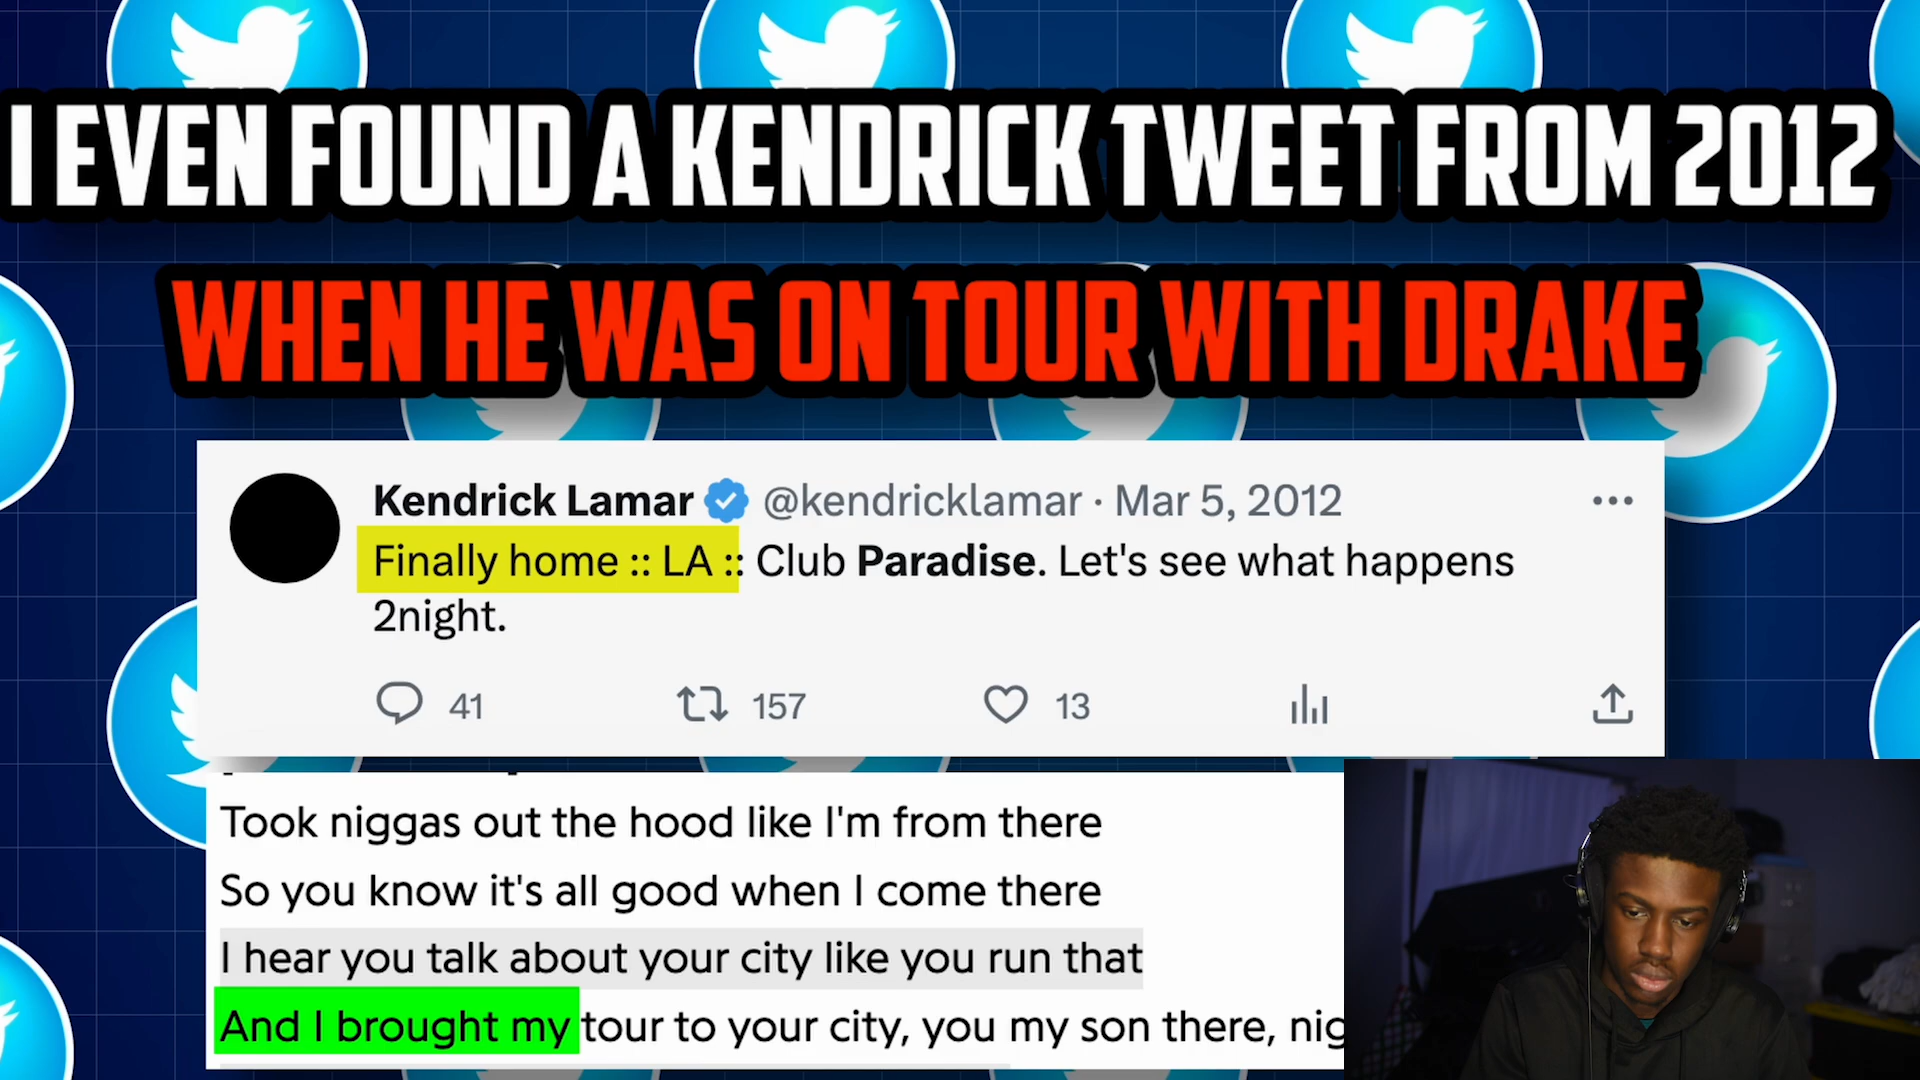 I EVEN FOUND A KENDRICK TWEET FROM 2012
WHEN HE WAS ON TOUR WITH DRAKE
Kendrick Lamar @kendricklamar · Mar 5, 2012 ...
Finally home :: LA :: Club Paradise. Let's see what happens
2night.
41 157 13
Took niggas out the hood like I'm from there
So you know it's all good when I come there
I hear you talk about your city like you run that
And I brought my tour to your city, you my son there, nig